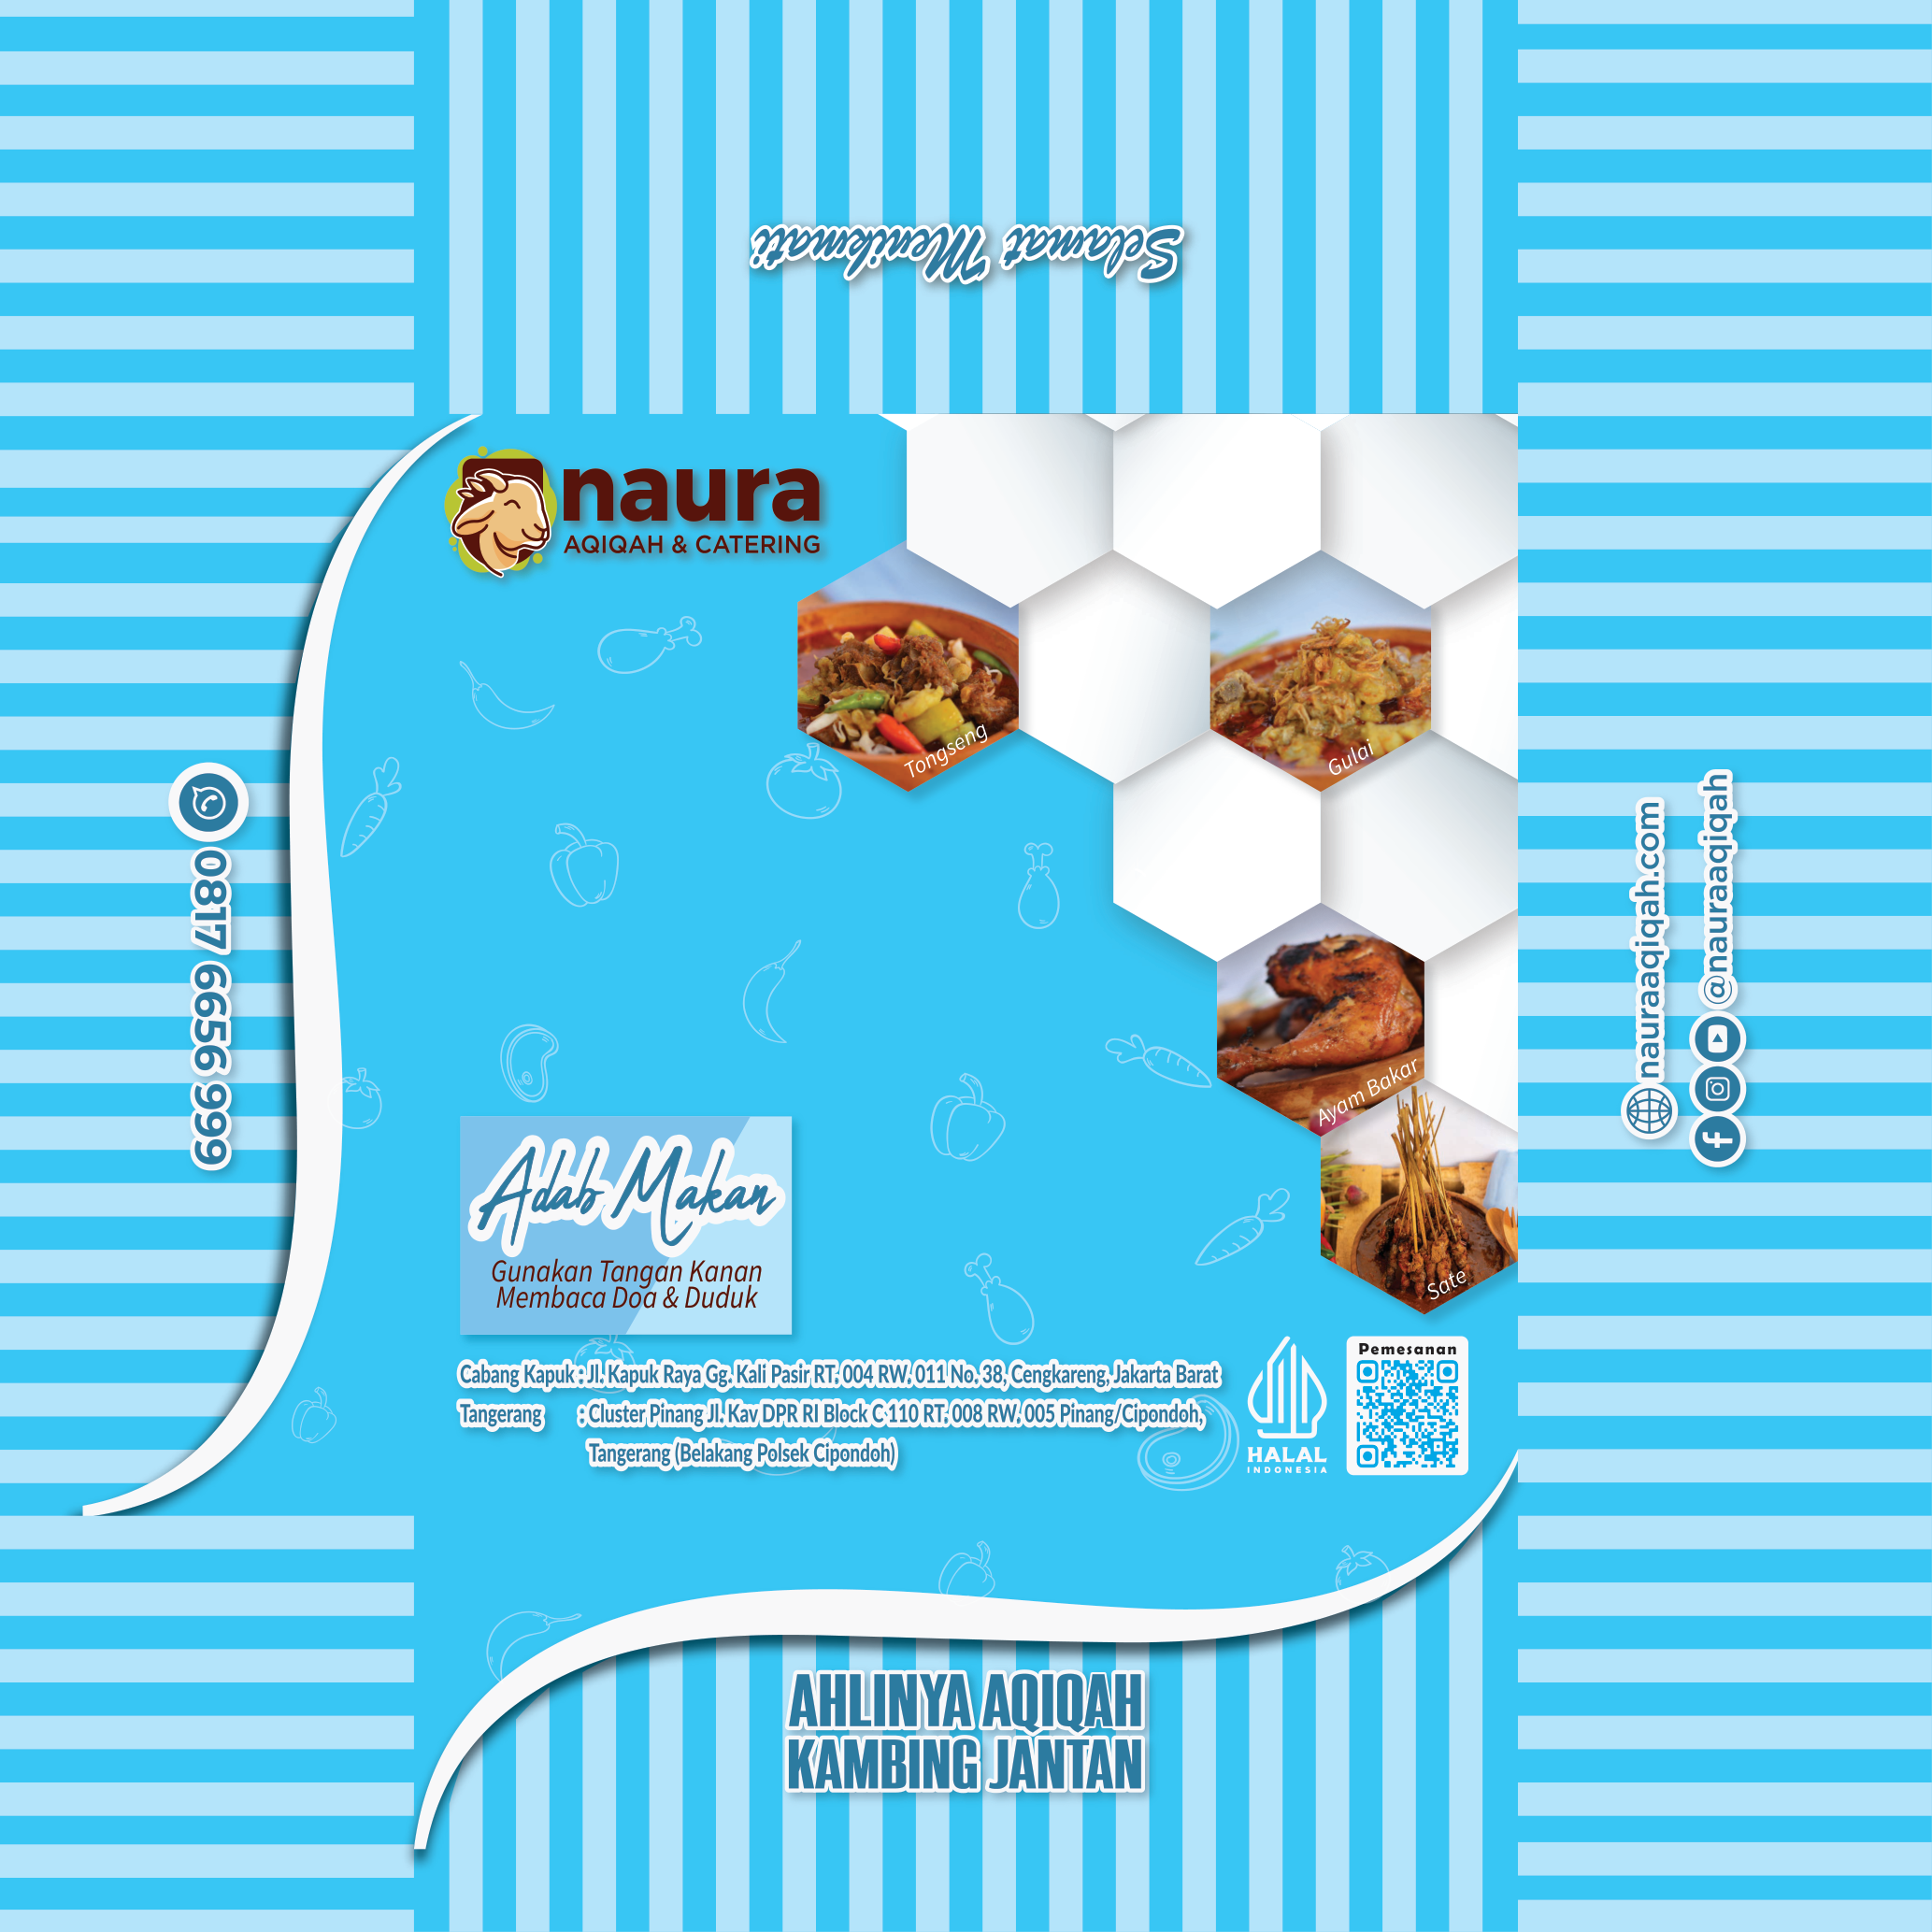 Selamat Menikmati
naura
AQIQAH & CATERING
Tongseng
Gulai
0817 6656 999
nauraaqiqah.com
@nauraaqiqah
Ayam Bakar
Sate
Adab Makan
Gunakan Tangan Kanan
Membaca Doa & Duduk
Cabang Kapuk : Jl. Kapuk Raya Gg. Kali Pasir RT. 004 RW. 011 No. 38, Cengkareng, Jakarta Barat
Tangerang : Cluster Pinang Jl. Kav DPR RI Block C 110 RT. 008 RW. 005 Pinang/Cipondoh,
Tangerang (Belakang Polsek Cipondoh)
HALAL
INDONESIA
Pemesanan
AHLINYA AQIQAH
KAMBING JANTAN